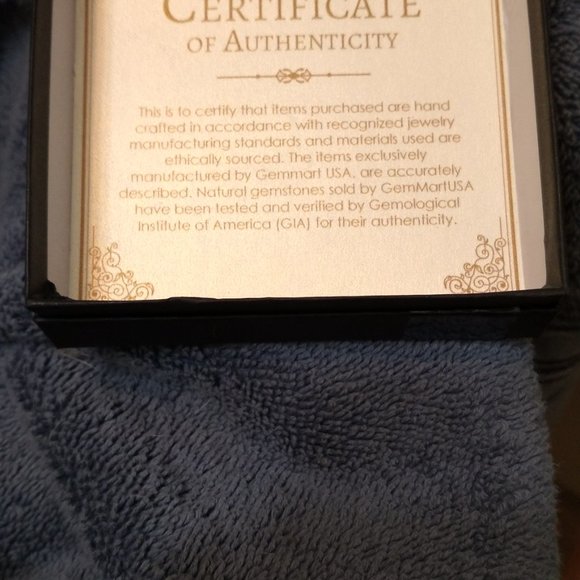 CERTIFICATE
OF AUTHENTICITY
This is to certify that items purchased are hand
crafted in accordance with recognized jewelry
manufacturing standards and materials used are
ethically sourced. The items exclusively
manufactured by Gemmart USA, are accurately
described. Natural gemstones sold by GemMartUSA
have been tested and verified by Gemological
Institute of America (GIA) for their authenticity.